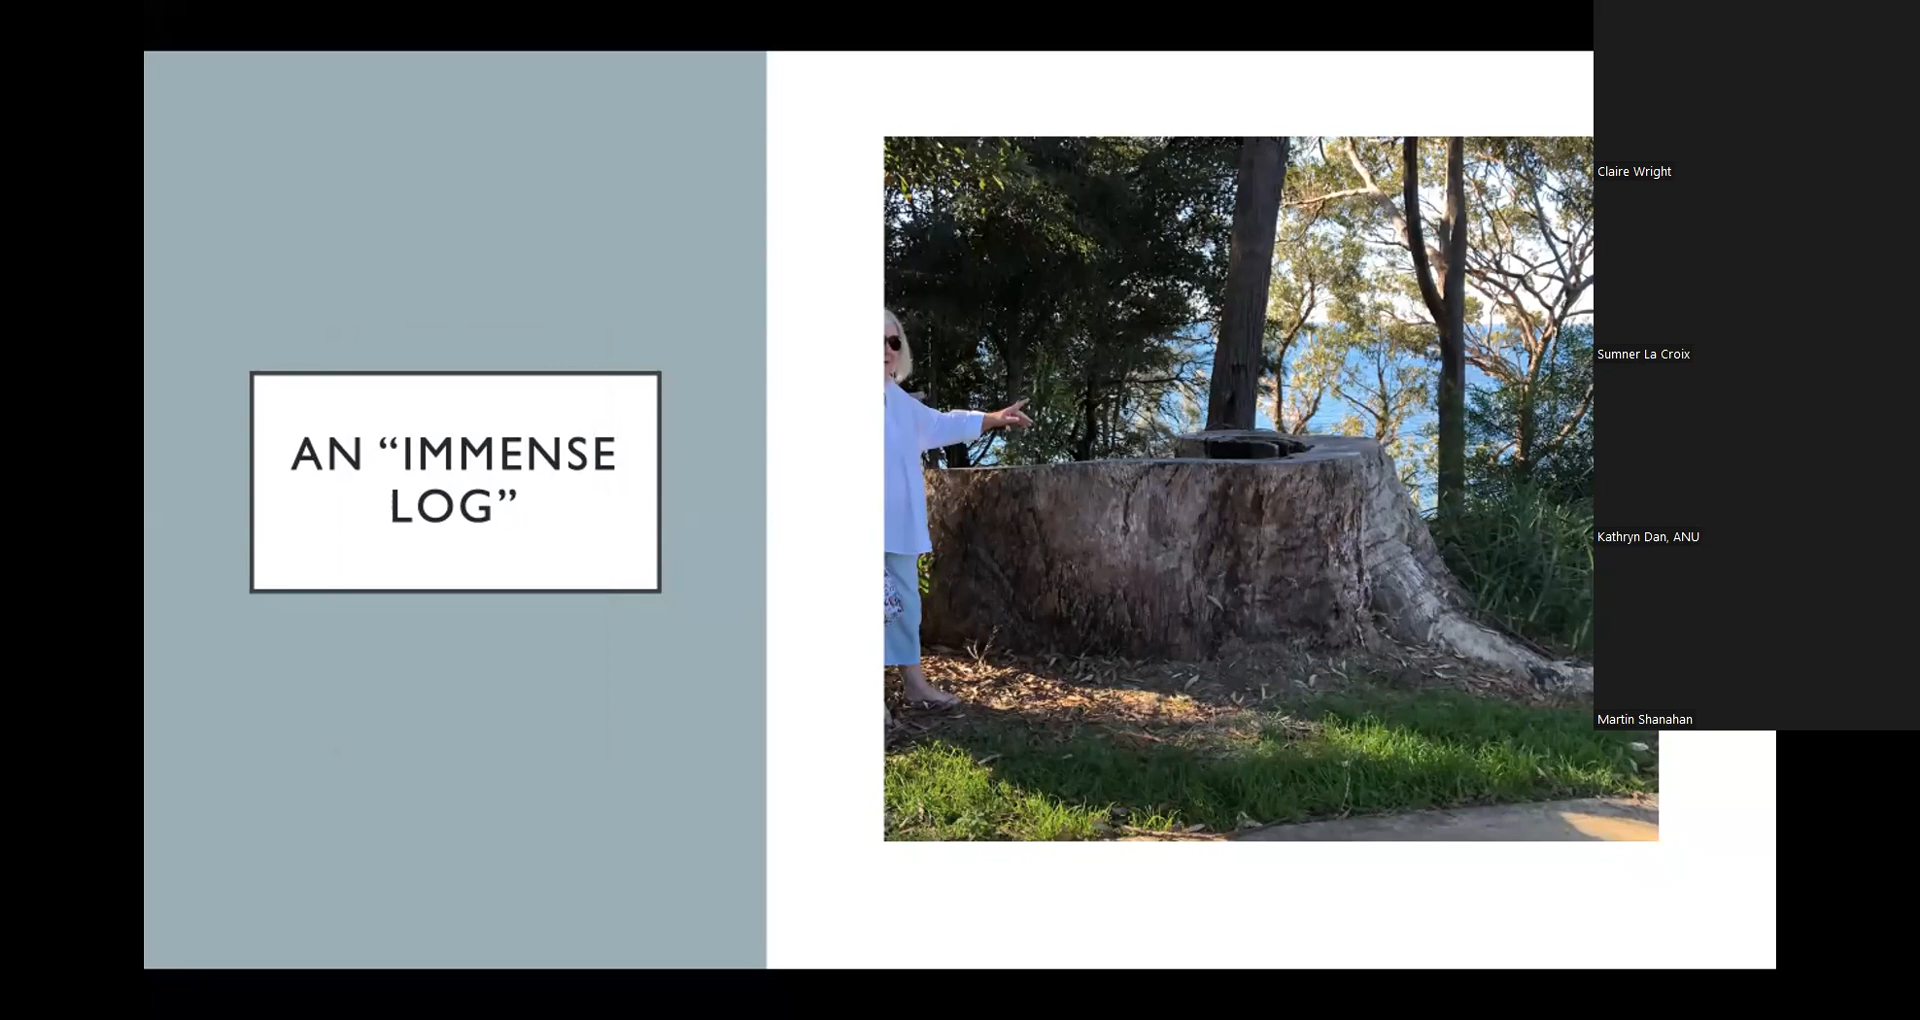 AN “IMMENSE
LOG”
Claire Wright
Sumner La Croix
Kathryn Dan, ANU
Martin Shanahan